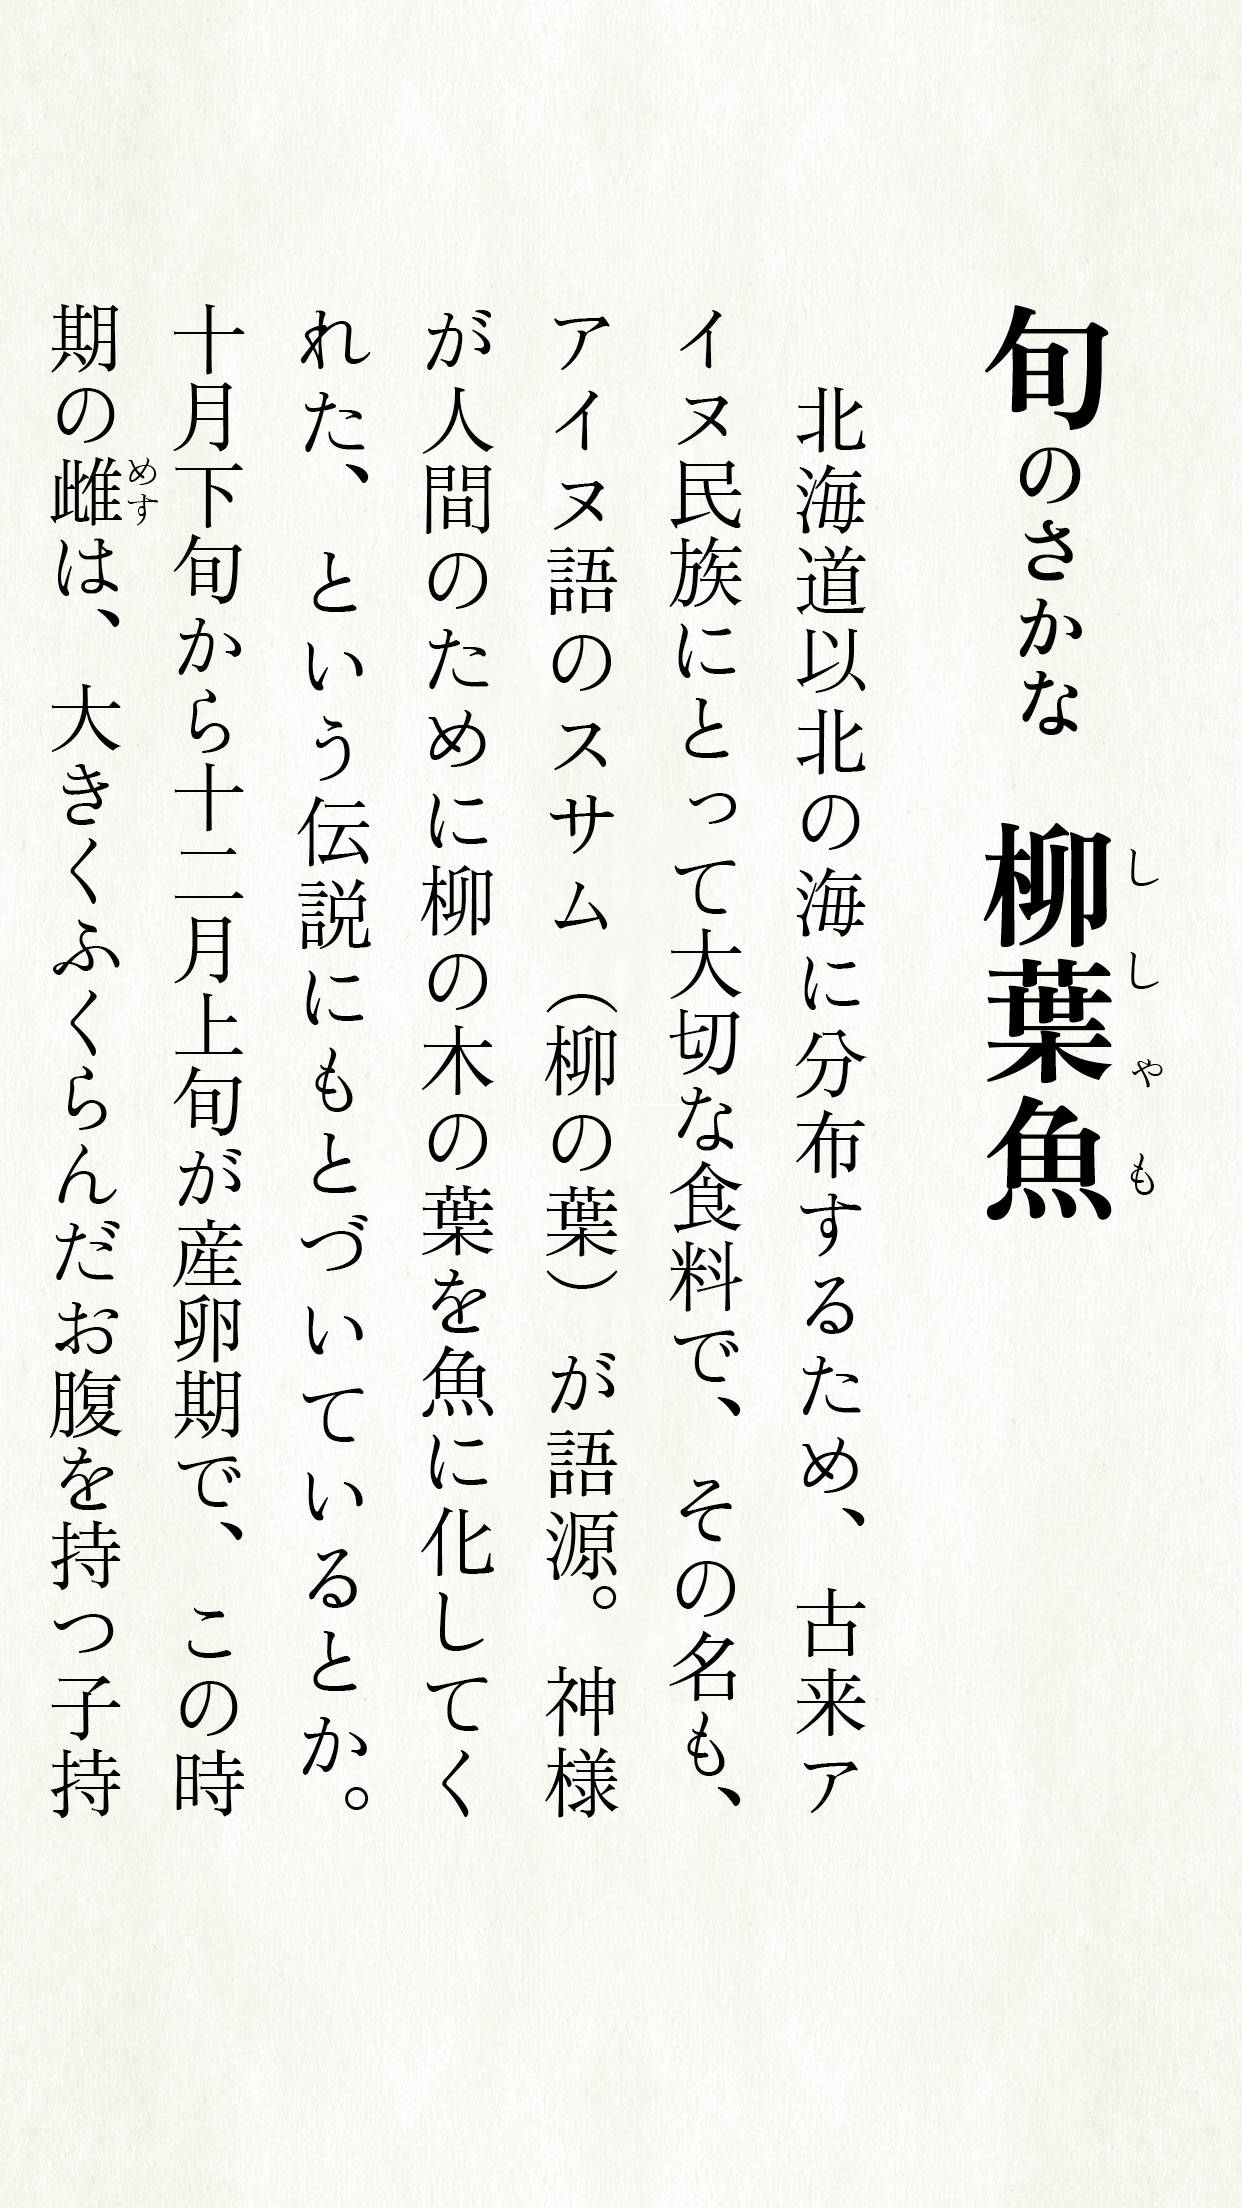 旬のさかな　柳葉魚
ししやも
北海道以北の海に分布するため、古来ア
イヌ民族にとって大切な食料で、その名も、
アイヌ語のスサム（柳の葉）が語源。神様
が人間のために柳の木の葉を魚に化してく
れた、という伝説にもとづいているとか。
十月下旬から十二月上旬が産卵期で、この時
期の雌は、大きくふくらんだお腹を持つ子持
めす